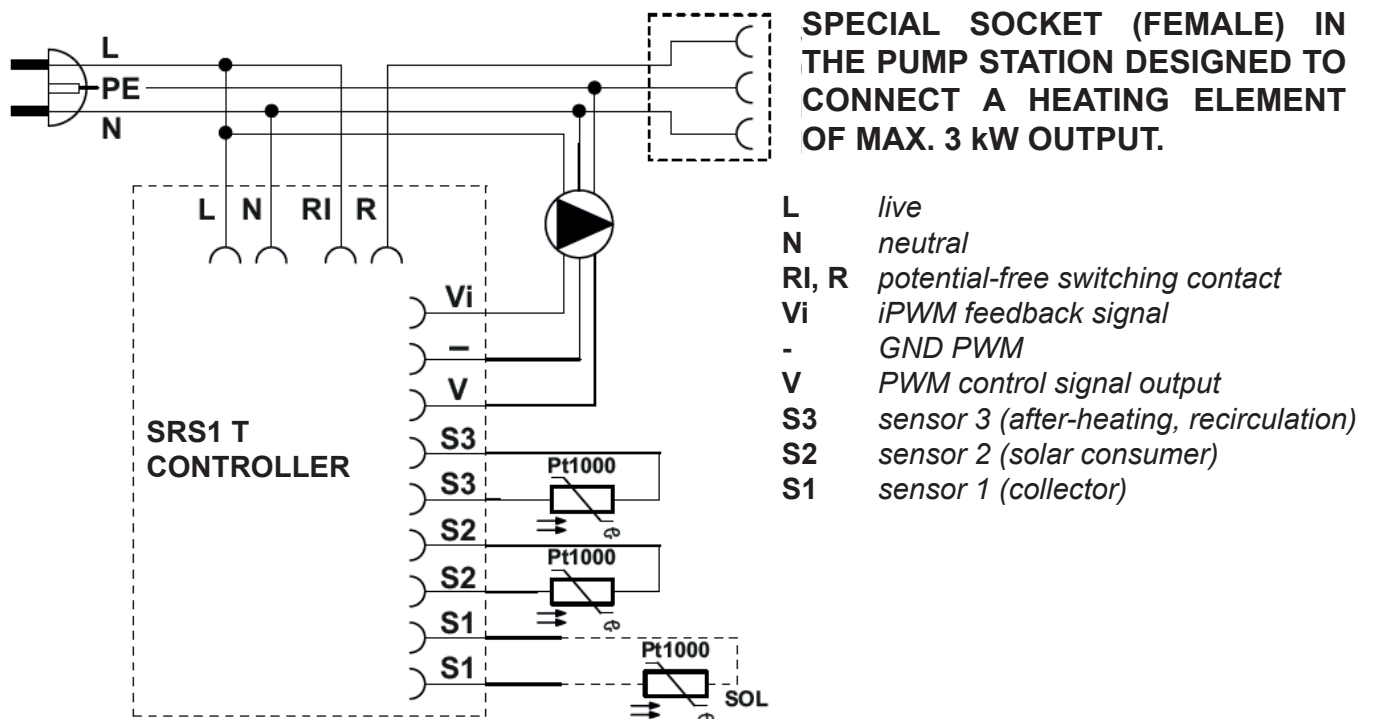 L
PE
N
SPECIAL SOCKET (FEMALE) IN
THE PUMP STATION DESIGNED TO
CONNECT A HEATING ELEMENT
OF MAX. 3 kW OUTPUT.
L N RI R
L live
N neutral
RI, R potential-free switching contact
Vi iPWM feedback signal
- GND PWM
V PWM control signal output
S3 sensor 3 (after-heating, recirculation)
S2 sensor 2 (solar consumer)
S1 sensor 1 (collector)
Vi
–
V
SRS1 T
CONTROLLER
S3
Pt1000
S3
S2
Pt1000
S2
S1
Pt1000
S1
SOL